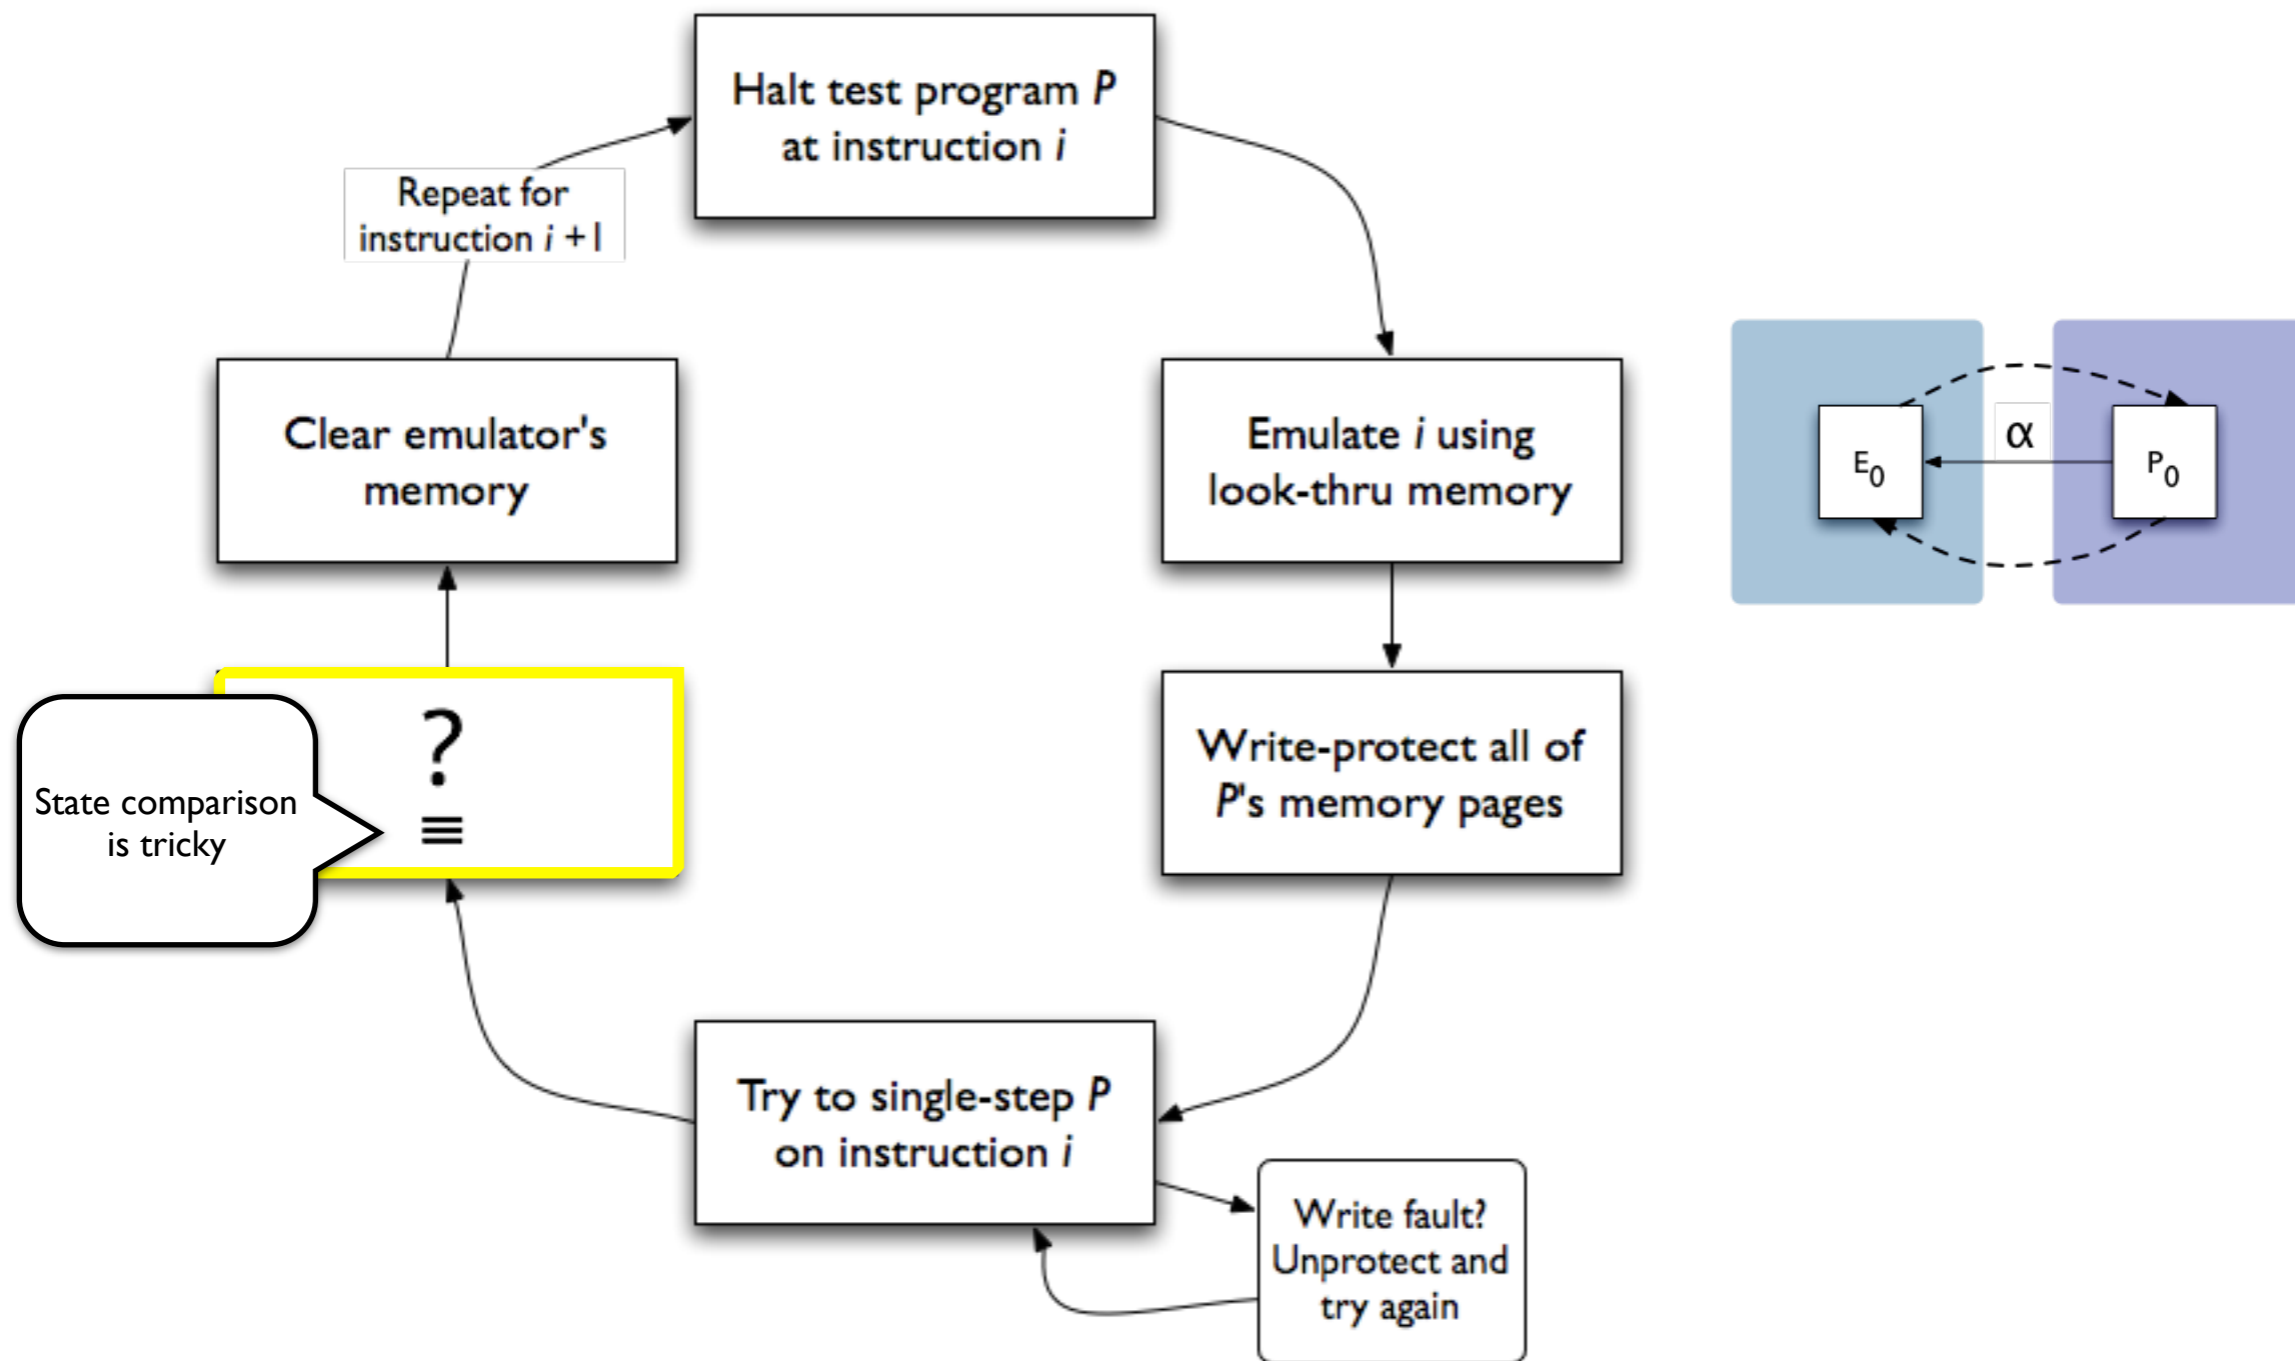 Halt test program P
at instruction i
Repeat for
instruction i +1
Clear emulator's
memory
Emulate i using
look-thru memory
α
E0
P0
?
≡
State comparison
is tricky
Write-protect all of
P's memory pages
Try to single-step P
on instruction i
Write fault?
Unprotect and
try again